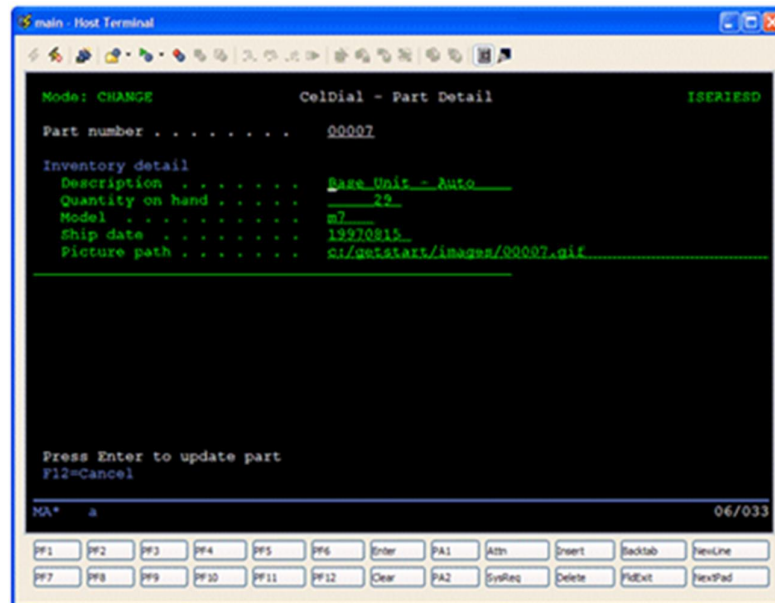 main - Host Terminal
Mode: CHANGE CelDial - Part Detail ISERIESD
Part number . . . . . . . . 00007
Inventory detail
Description . . . . . . . Base Unit - Auto
Quantity on hand . . . . . 29
Model . . . . . . . . . . m7
Ship date . . . . . . . . 19970815
Picture path . . . . . . . c:/getstart/images/00007.gif
Press Enter to update part
F12=Cancel
MA* a 06/033
PF1 PF2 PF3 PF4 PF5 PF6 Enter PA1 Attn Insert Backtab NewLine
PF7 PF8 PF9 PF10 PF11 PF12 Clear PA2 SysReq Delete FldExt NextPad